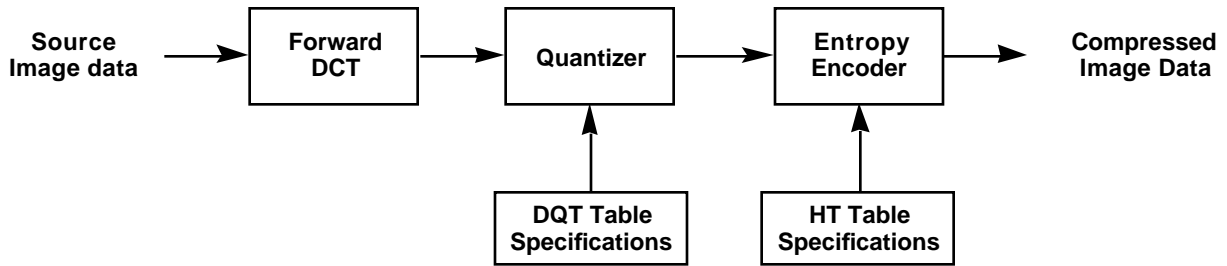 Source
Image data
Forward
DCT
Quantizer
Entropy
Encoder
Compressed
Image Data
DQT Table
Specifications
HT Table
Specifications